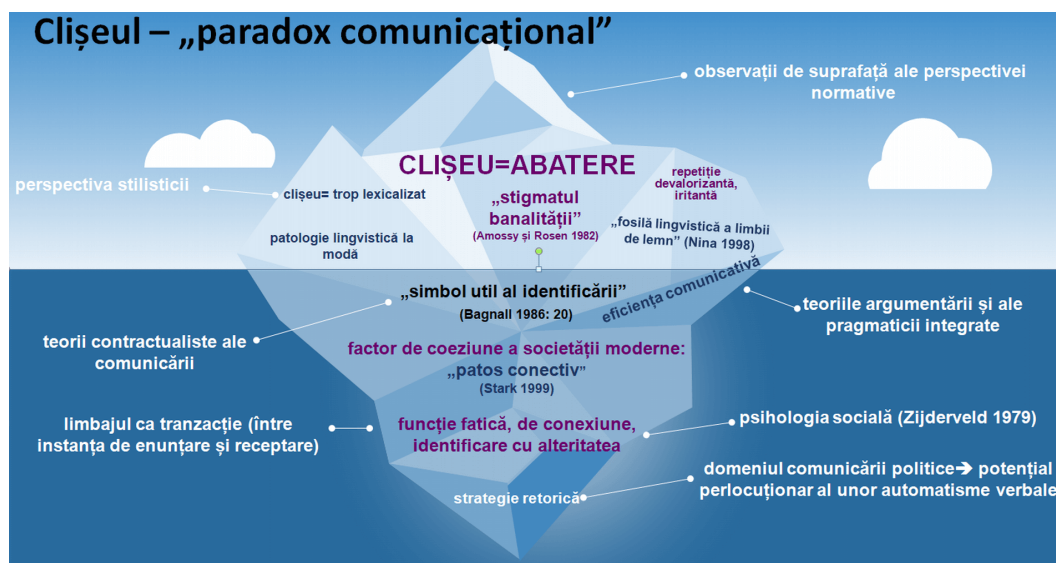 Clișeul – „paradox comunicațional”
observații de suprafață ale perspectivei
normative
CLIȘEU=ABATERE
repetiție
devalorizantă,
iritantă
perspectiva stilisticii
clișeu= trop lexicalizat
„stigmatul
banalității”
(Amossy și Rosen 1982)
„fosilă lingvistică a limbii
de lemn” (Nina 1998)
patologie lingvistică la
modă
eficiența comunicativă
„simbol util al identificării”
(Bagnall 1986: 20)
teoriile argumentării și ale
pragmaticii integrate
teorii contractualiste ale
comunicării
factor de coeziune a societății moderne:
„patos conectiv”
(Stark 1999)
limbajul ca tranzacție (între
instanța de enunțare și receptare)
funcție fatică, de conexiune,
identificare cu alteritatea
psihologia socială (Zijderveld 1979)
domeniul comunicării politice➔ potențial
perlocuționar al unor automatisme verbale
strategie retorică